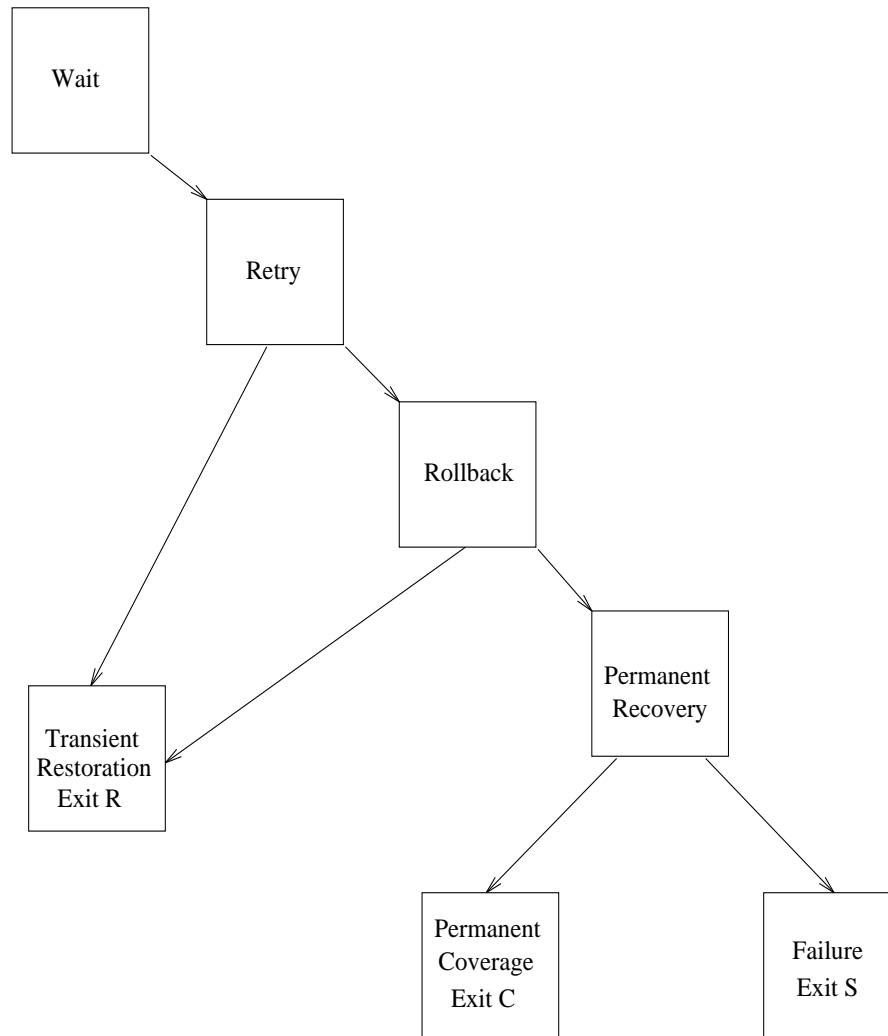 Wait
Retry
Rollback
Permanent
Recovery
Transient
Restoration
Exit R
Permanent
Coverage
Exit C
Failure
Exit S